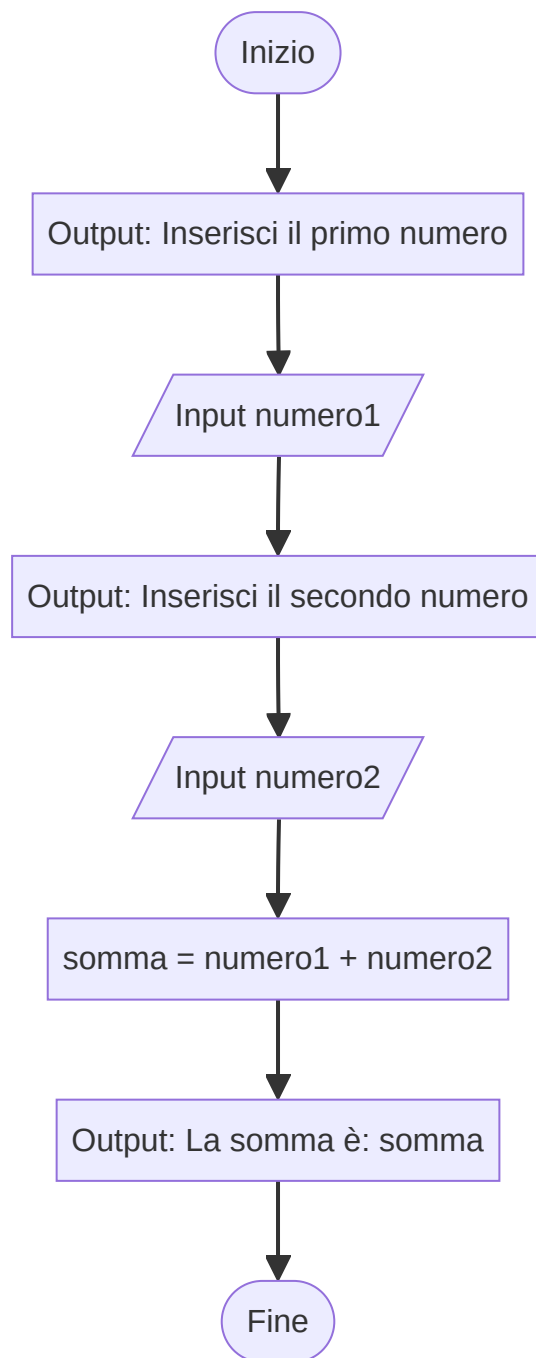 Inizio
Output: Inserisci il primo numero
Input numero1
Output: Inserisci il secondo numero
Input numero2
somma = numero1 + numero2
Output: La somma è: somma
Fine